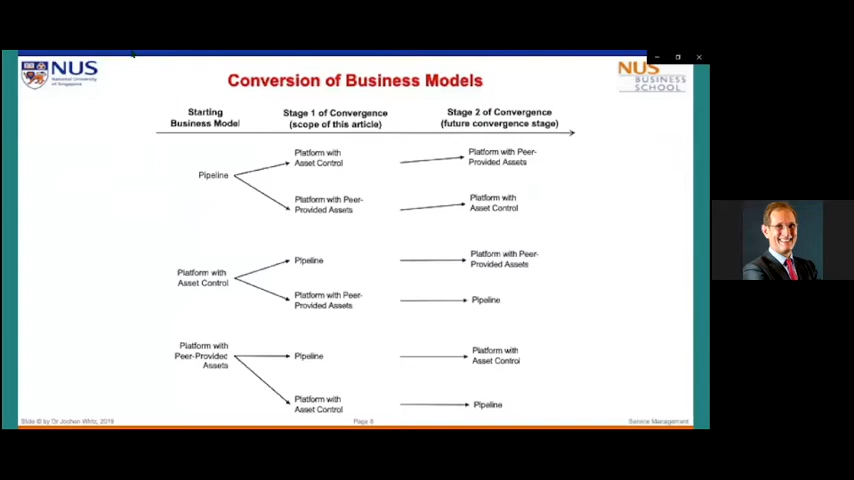 NUS
National University
of Singapore
NUS
BUSINESS
SCHOOL
Conversion of Business Models
Starting
Business Model
Stage 1 of Convergence
(scope of this article)
Stage 2 of Convergence
(future convergence stage)
Pipeline
Platform with
Asset Control
Platform with Peer-
Provided Assets
Platform with Peer-
Provided Assets
Platform with
Asset Control
Platform with
Asset Control
Pipeline
Platform with Peer-
Provided Assets
Platform with Peer-
Provided Assets
Pipeline
Platform with
Peer-Provided
Assets
Pipeline
Platform with
Asset Control
Platform with
Asset Control
Pipeline
Slide © by Dr Jochen Wirtz, 2019
Page 8
Service Management